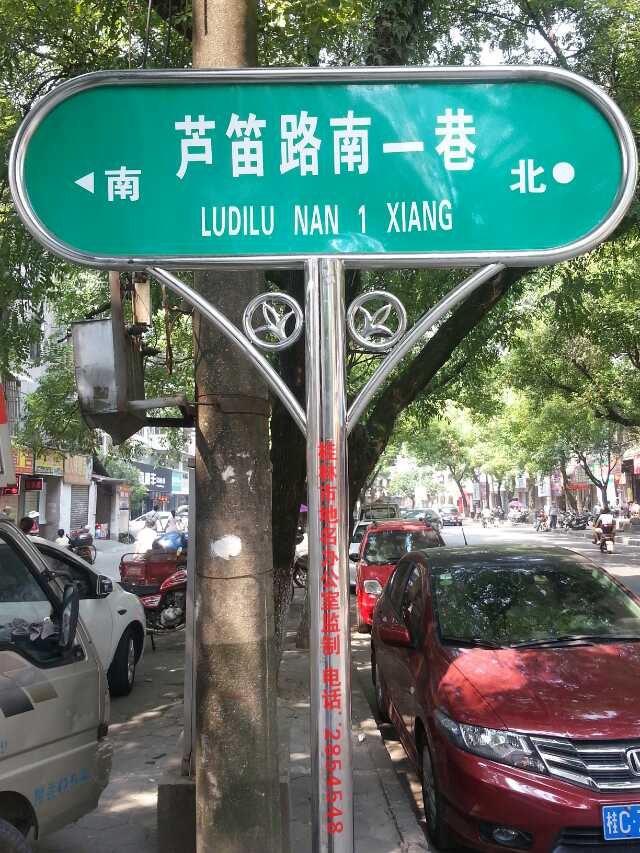 芦笛路南一巷
南
北
LUDILU NAN 1 XIANG
桂林市地名办公室监制 电话：2854548
桂C·